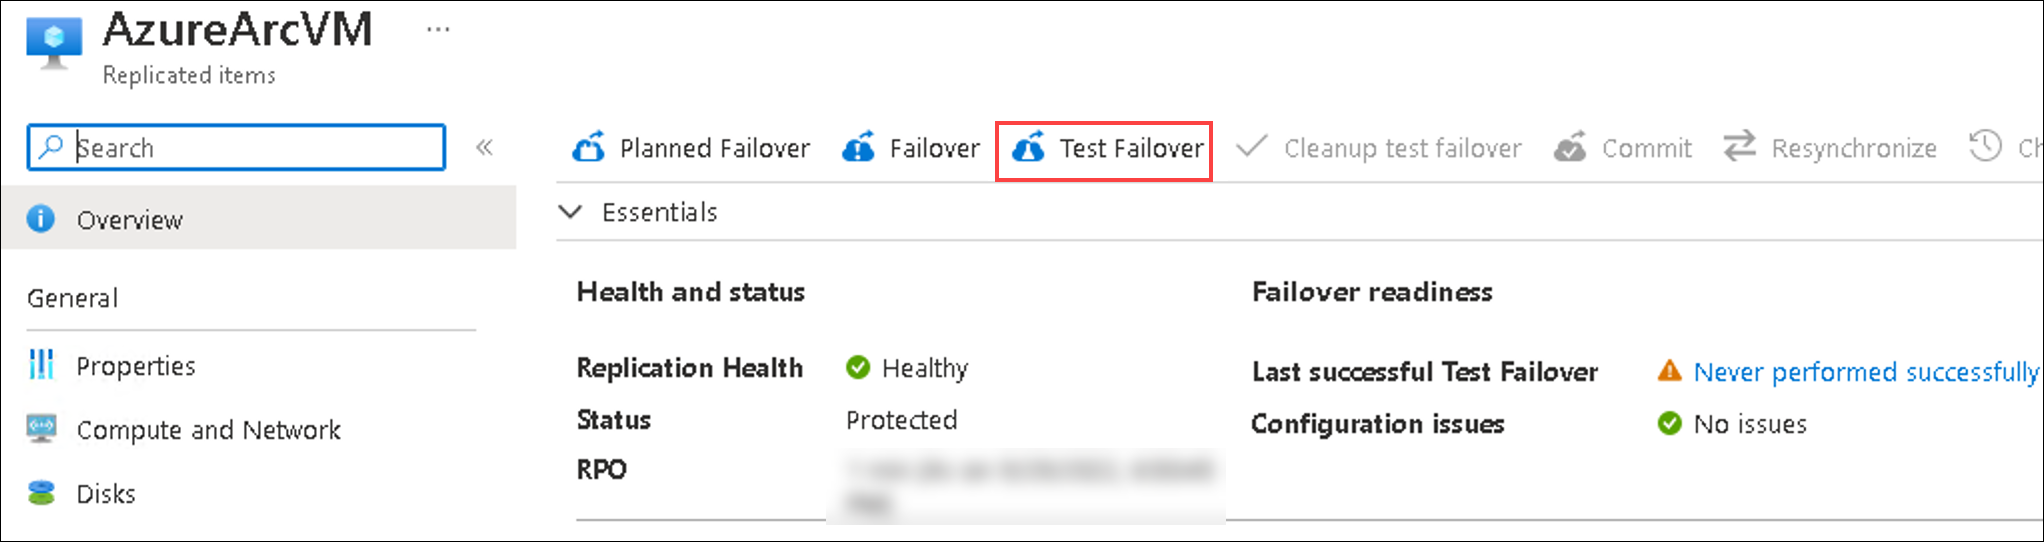 AzureArcVM ...
Replicated items
Search «
Planned Failover Failover Test Failover Cleanup test failover Commit Resynchronize
Overview
Essentials
General
Health and status Failover readiness
Properties
Replication Health Healthy Last successful Test Failover Never performed successfully
Compute and Network
Status Protected Configuration issues No issues
RPO
Disks